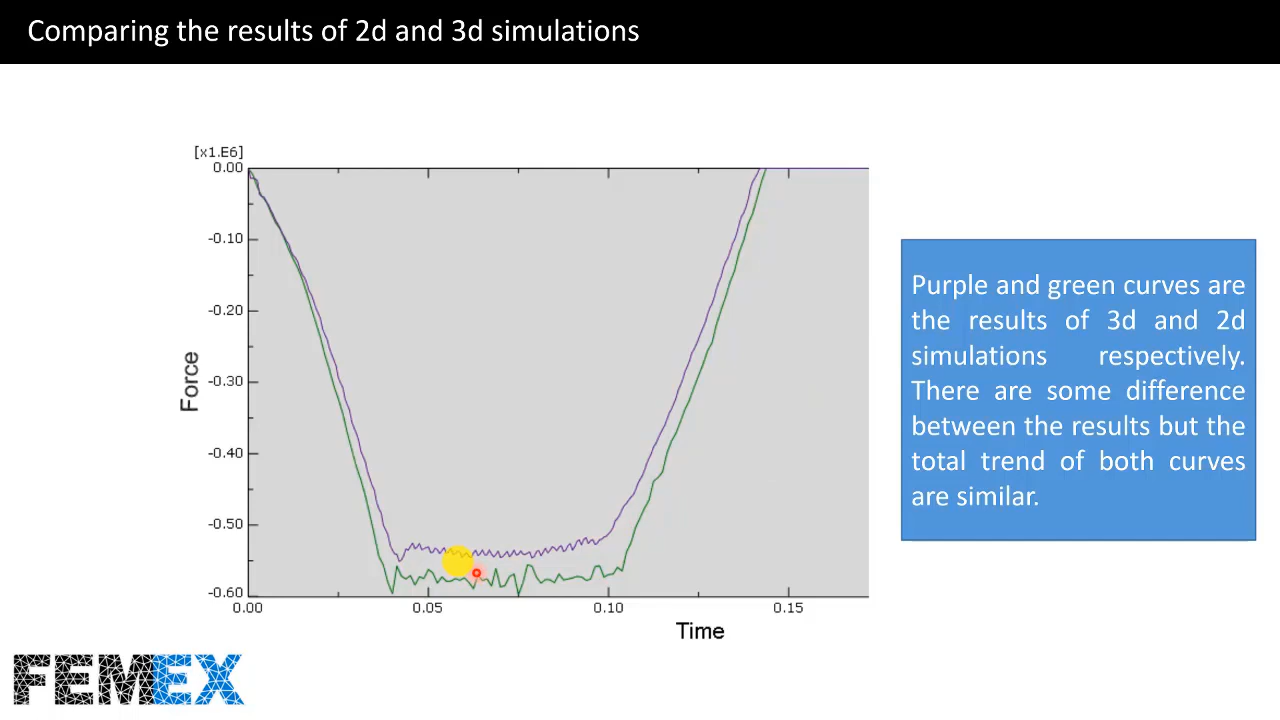 Comparing the results of 2d and 3d simulations
[x1.E6]
0.00
-0.10
-0.20
-0.30
-0.40
-0.50
-0.60
Force
0.00
0.05
0.10
0.15
Time
Purple and green curves are
the results of 3d and 2d
simulations respectively.
There are some difference
between the results but the
total trend of both curves
are similar.
FEMEX